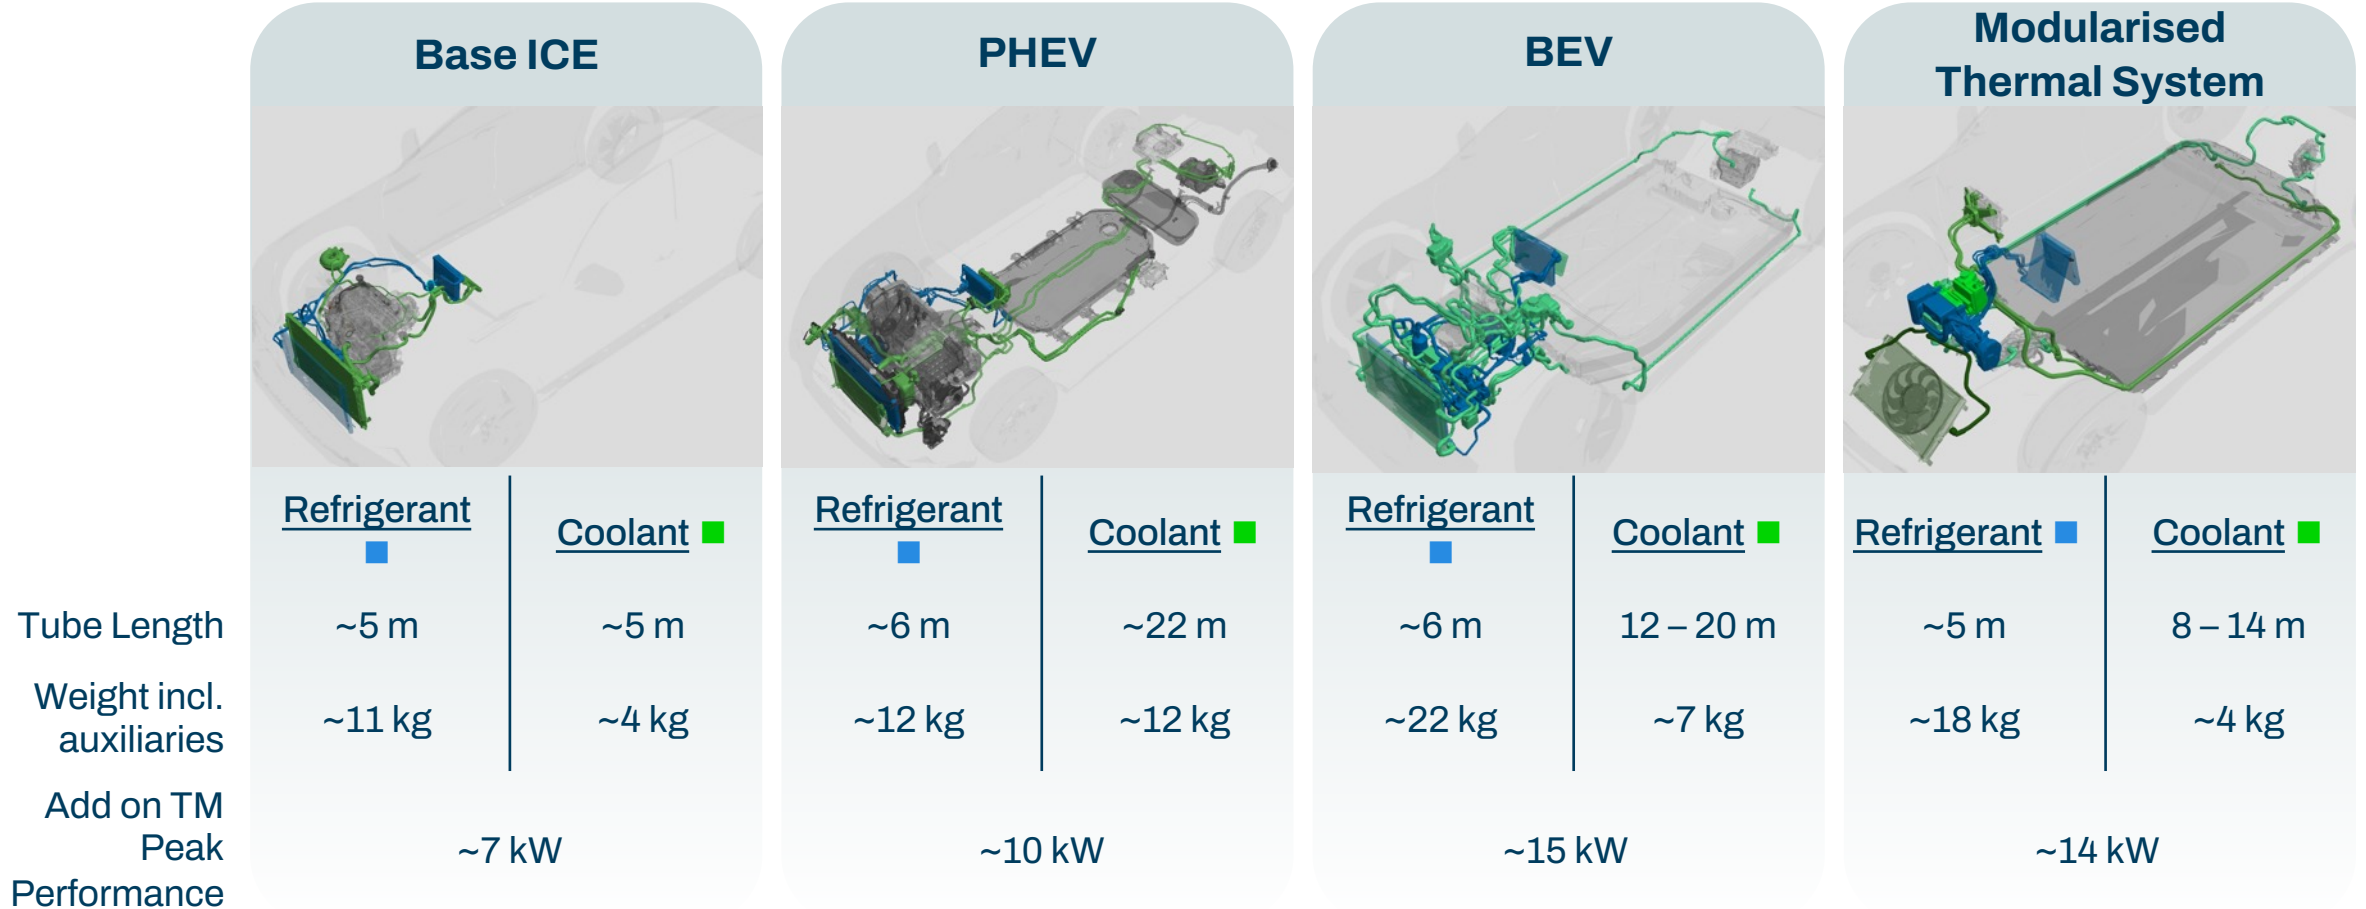 Base ICE
PHEV
BEV
Modularised
Thermal System
Refrigerant
Coolant
Refrigerant
Coolant
Refrigerant
Coolant
Refrigerant
Coolant
Tube Length
~5 m
~5 m
~6 m
~22 m
~6 m
12 – 20 m
~5 m
8 – 14 m
Weight incl.
auxiliaries
~11 kg
~4 kg
~12 kg
~12 kg
~22 kg
~7 kg
~18 kg
~4 kg
Add on TM
Peak
Performance
~7 kW
~10 kW
~15 kW
~14 kW